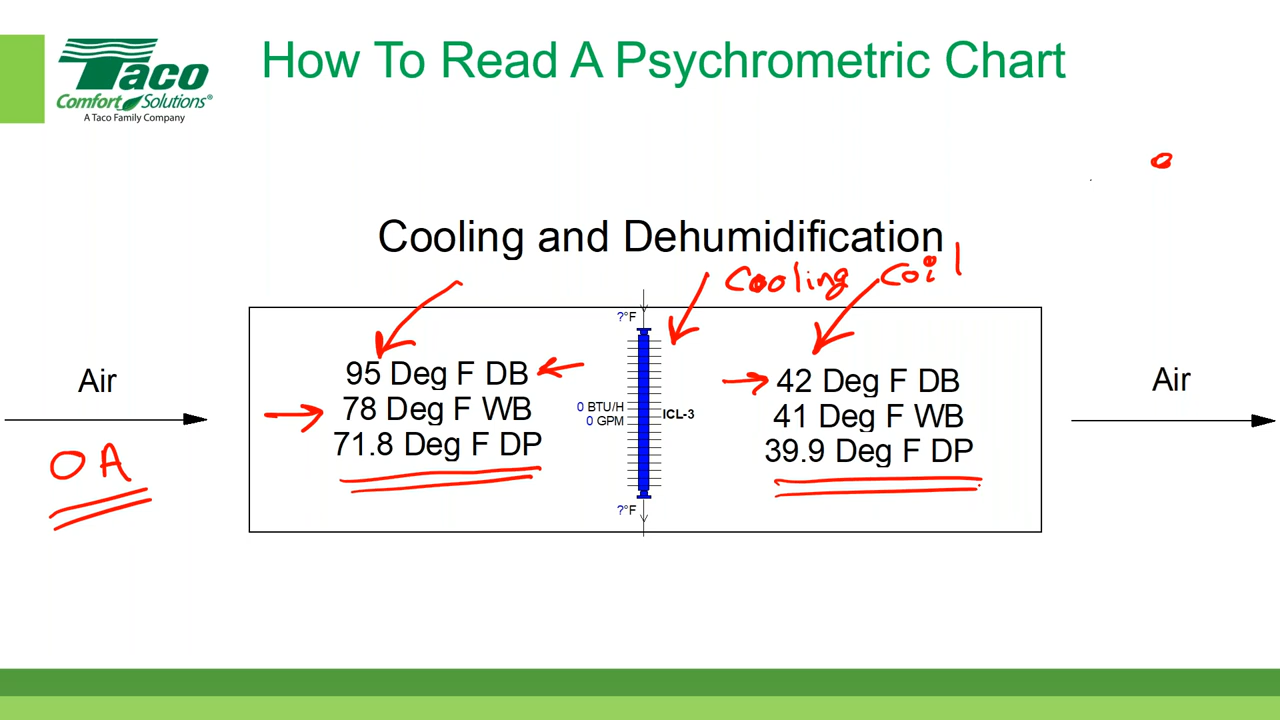 How To Read A Psychrometric Chart
Taco
Comfort Solutions®
A Taco Family Company
Cooling and Dehumidification
Cooling Coil
?°F
95 Deg F DB
78 Deg F WB
71.8 Deg F DP
0 BTU/H
0 GPM
ICL-3
42 Deg F DB
41 Deg F WB
39.9 Deg F DP
Air
Air
OA
?°F